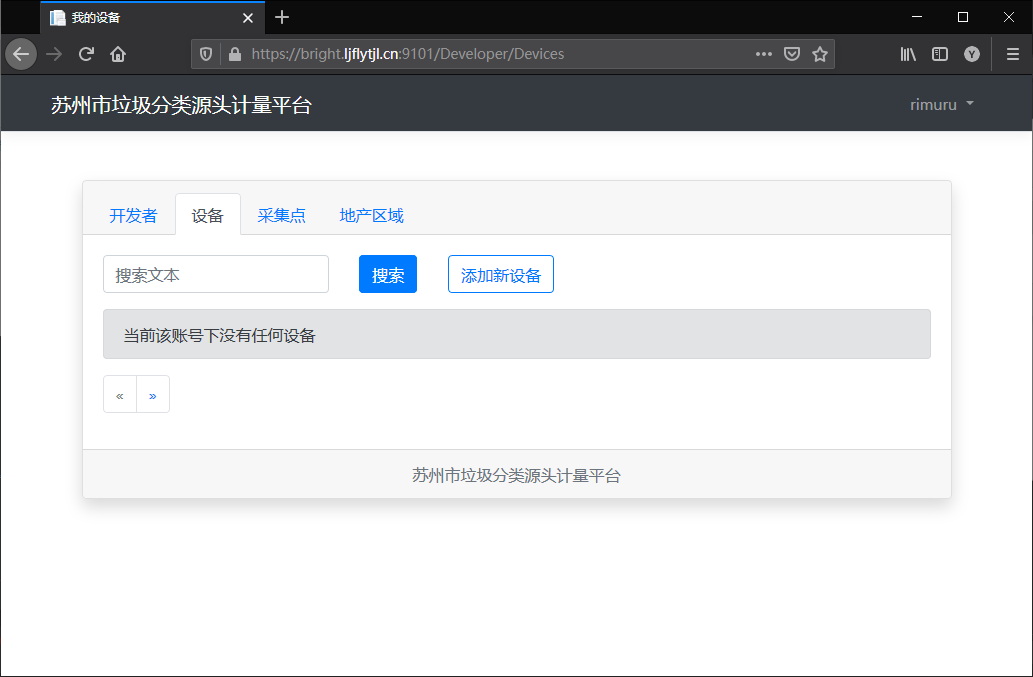 我的设备
https://bright.ljflytjl.cn:9101/Developer/Devices
苏州市垃圾分类源头计量平台
rimuru
开发者 设备 采集点 地产区域
搜索文本 搜索 添加新设备
当前该账号下没有任何设备
« »
苏州市垃圾分类源头计量平台